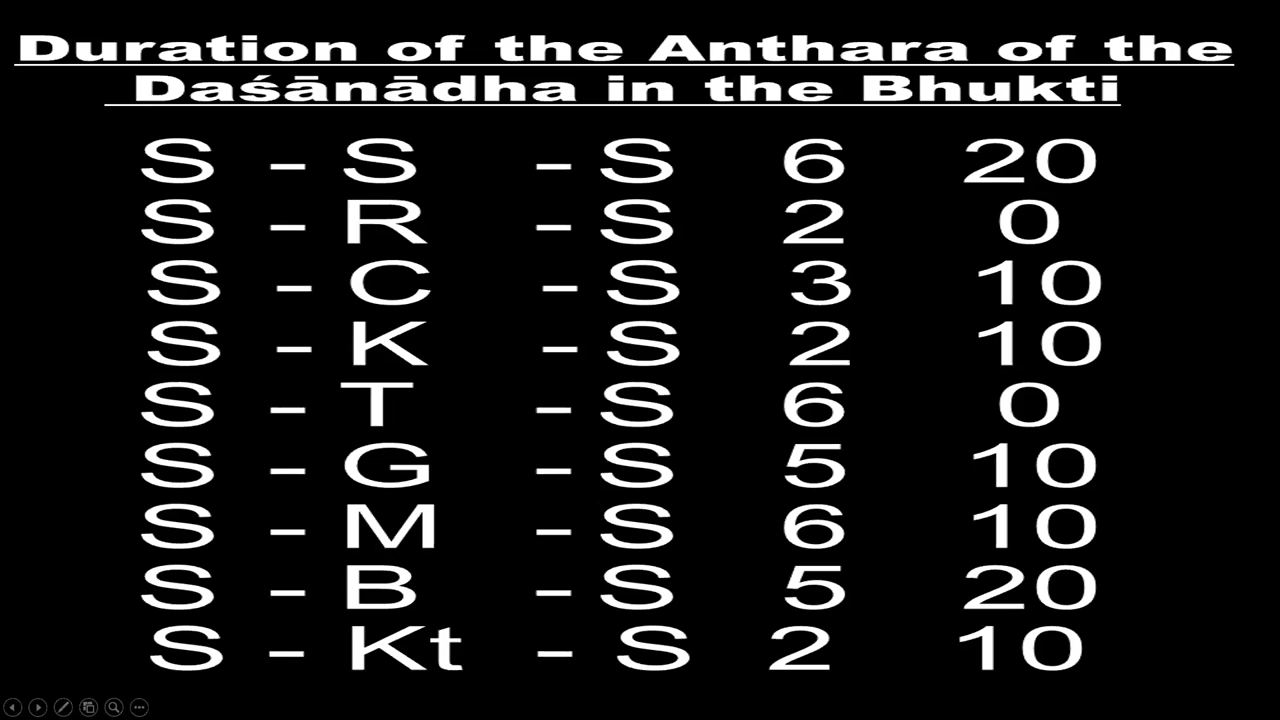 Duration of the Anthara of the
Daśānādha in the Bhukti
S - S - S 6 20
S - R - S 2 0
S - C - S 3 10
S - K - S 2 10
S - T - S 6 0
S - G - S 5 10
S - M - S 6 10
S - B - S 5 20
S - Kt - S 2 10